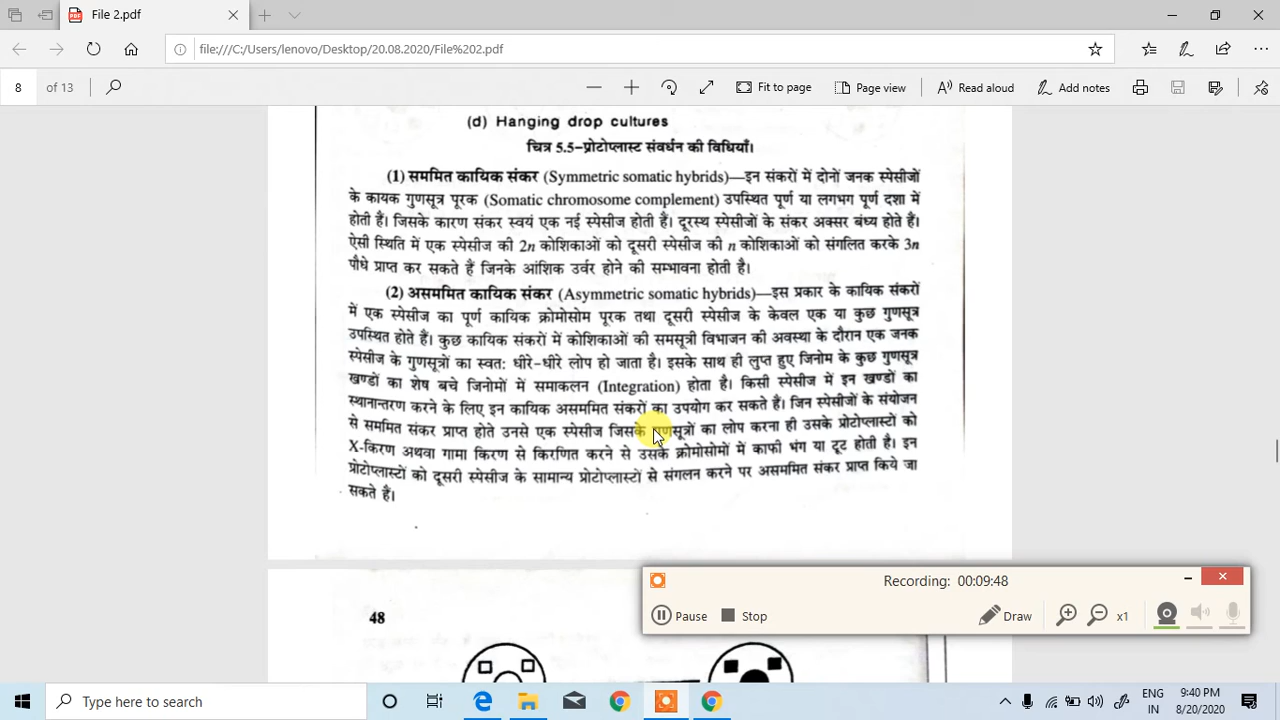 File 2.pdf
file:///C:/Users/lenovo/Desktop/20.08.2020/File%202.pdf
8 of 13
Fit to page
Page view
Read aloud
Add notes
(d) Hanging drop cultures
चित्र 5.5–प्रोटोप्लास्ट संवर्धन की विधियाँ।
(1) सममित कायिक संकर (Symmetric somatic hybrids)—इन संकरों में दोनों जनक स्पेसीजों
के कायक गुणसूत्र पूरक (Somatic chromosome complement) उपस्थित पूर्ण या लगभग पूर्ण दशा में
होती हैं। जिसके कारण संकर स्वयं एक नई स्पेसीज होती हैं। दूरस्थ स्पेसीजों के संकर अक्सर बंध्य होते हैं।
ऐसी स्थिति में एक स्पेसीज की 2n कोशिकाओं को दूसरी स्पेसीज की n कोशिकाओं को संगलित करके 3n
पौधे प्राप्त कर सकते हैं जिनके आंशिक उर्वर होने की सम्भावना होती है।
(2) असममित कायिक संकर (Asymmetric somatic hybrids)—इस प्रकार के कायिक संकरों
में एक स्पेसीज का पूर्ण कायिक क्रोमोसोम पूरक तथा दूसरी स्पेसीज के केवल एक या कुछ गुणसूत्र
उपस्थित होते हैं। कुछ कायिक संकरों में कोशिकाओं की समसूत्री विभाजन की अवस्था के दौरान एक जनक
स्पेसीज के गुणसूत्रों का स्वत: धीरे-धीरे लोप हो जाता है। इसके साथ ही लुप्त हुए जिनोम के कुछ गुणसूत्र
खण्डों का शेष बचे जिनोमों में समाकलन (Integration) होता है। किसी स्पेसीज में इन खण्डों का
स्थानान्तरण करने के लिए इन कायिक असममित संकरों का उपयोग कर सकते हैं। जिन स्पेसीजों के संयोजन
से सममित संकर प्राप्त होते उनसे एक स्पेसीज जिसके गुणसूत्रों का लोप करना ही उसके प्रोटोप्लास्टों को
X-किरण अथवा गामा किरण से किरणित करने से उसके क्रोमोसोमों में काफी भंग या टूट होती है। इन
प्रोटोप्लास्टों को दूसरी स्पेसीज के सामान्य प्रोटोप्लास्टों से संगलन करने पर असममित संकर प्राप्त किये जा
सकते हैं।
48
Recording: 00:09:48
Pause
Stop
Draw
x1
Type here to search
ENG
IN
9:40 PM
8/20/2020